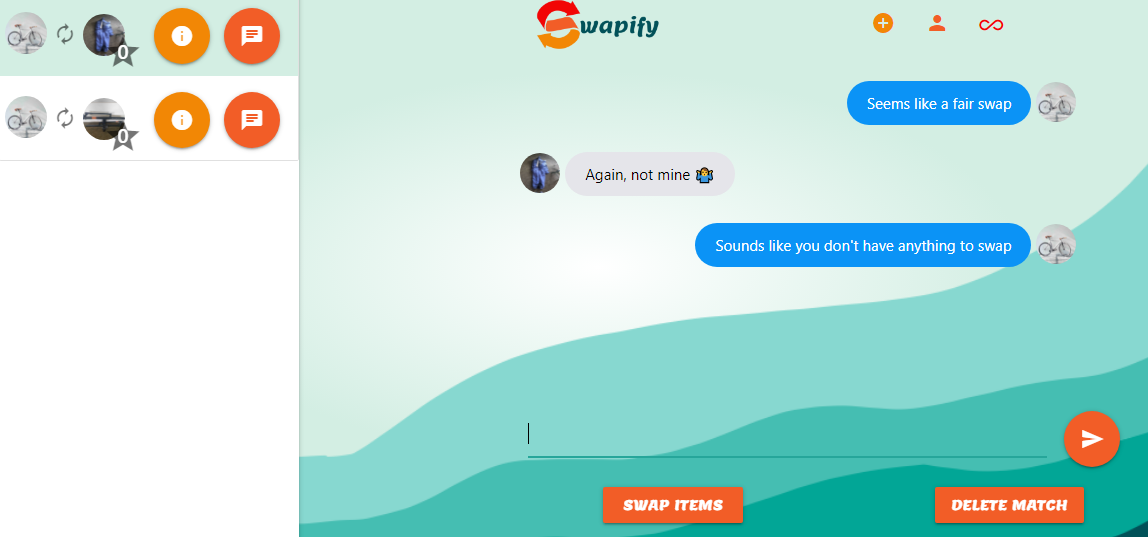 Swapify
0
0
Seems like a fair swap
Again, not mine 🤷‍♂️
Sounds like you don't have anything to swap
SWAP ITEMS
DELETE MATCH